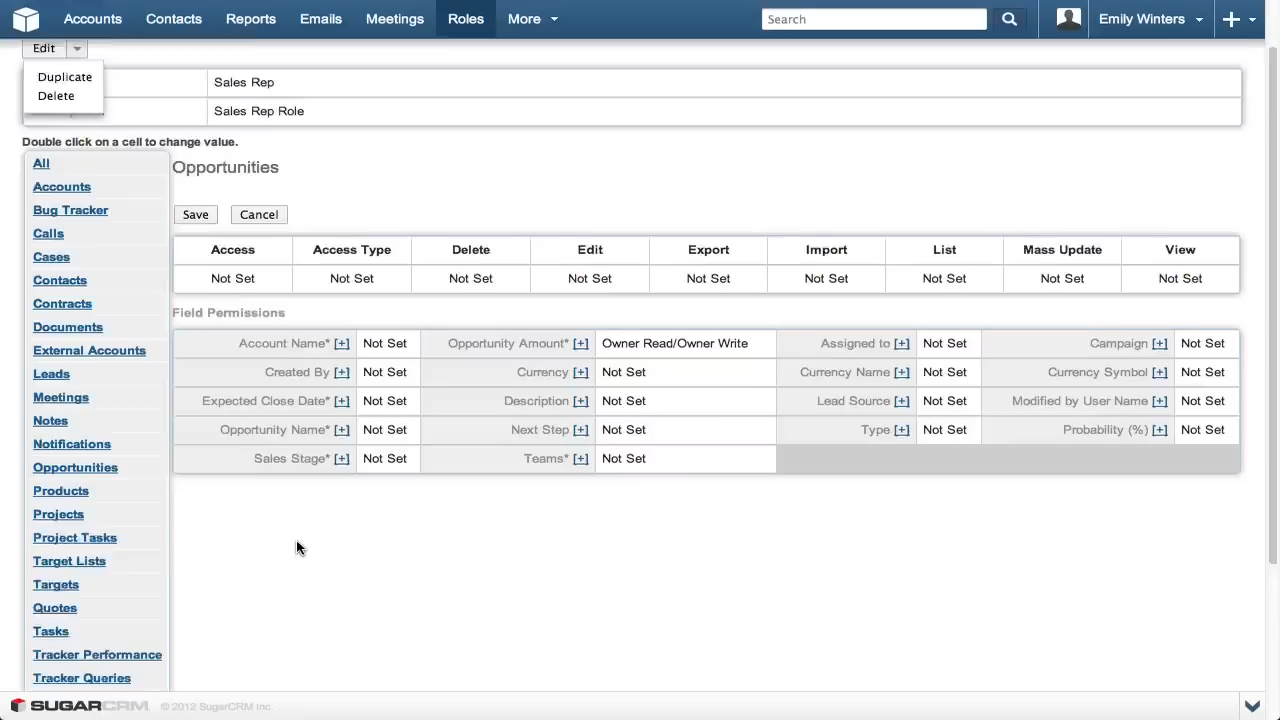 Accounts Contacts Reports Emails Meetings Roles More Search Emily Winters
Edit
Duplicate
Delete
Sales Rep
Sales Rep Role
Double click on a cell to change value.
All
Accounts
Bug Tracker
Calls
Cases
Contacts
Contracts
Documents
External Accounts
Leads
Meetings
Notes
Notifications
Opportunities
Products
Projects
Project Tasks
Target Lists
Targets
Quotes
Tasks
Tracker Performance
Tracker Queries
Opportunities
Save Cancel
Access Access Type Delete Edit Export Import List Mass Update View
Not Set Not Set Not Set Not Set Not Set Not Set Not Set Not Set Not Set
Field Permissions
Account Name* [+] Not Set Opportunity Amount* [+] Owner Read/Owner Write Assigned to [+] Not Set Campaign [+] Not Set
Created By [+] Not Set Currency [+] Not Set Currency Name [+] Not Set Currency Symbol [+] Not Set
Expected Close Date* [+] Not Set Description [+] Not Set Lead Source [+] Not Set Modified by User Name [+] Not Set
Opportunity Name* [+] Not Set Next Step [+] Not Set Type [+] Not Set Probability (%) [+] Not Set
Sales Stage* [+] Not Set Teams* [+] Not Set
SUGARCRM © 2012 SugarCRM Inc.